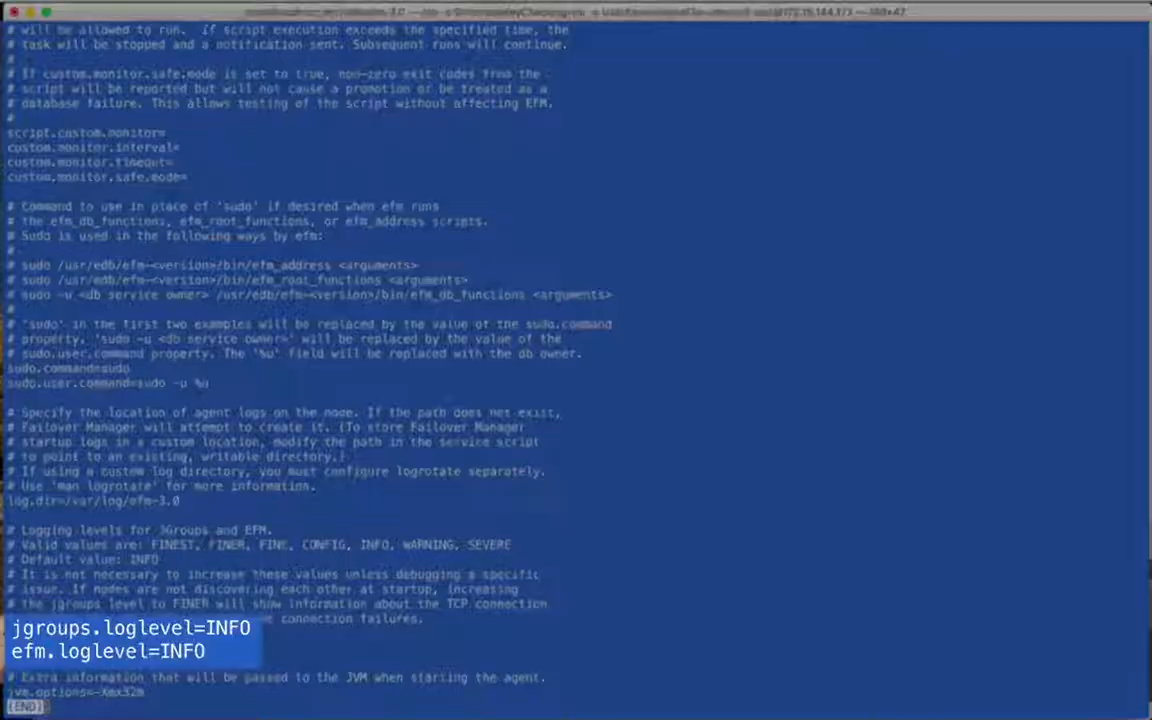 # will be allowed to run.  If script execution exceeds the specified time, the
# task will be stopped and a notification sent. Subsequent runs will continue.
#
# If custom.monitor.safe.mode is set to true, non-zero exit codes from the
# script will be reported but will not cause a promotion or be treated as a
# database failure. This allows testing of the script without affecting EFM.
#
script.custom.monitor=
custom.monitor.interval=
custom.monitor.timeout=
custom.monitor.safe.mode=
# Command to use in place of 'sudo' if desired when efm runs
# the efm_db_functions, efm_root_functions, or efm_address scripts.
# Sudo is used in the following ways by efm:
#
# sudo /usr/edb/efm-<version>/bin/efm_address <arguments>
# sudo /usr/edb/efm-<version>/bin/efm_root_functions <arguments>
# sudo -u <db service owner> /usr/edb/efm-<version>/bin/efm_db_functions <arguments>
#
# 'sudo' in the first two examples will be replaced by the value of the sudo.command
# property. 'sudo -u <db service owner>' will be replaced by the value of the
# sudo.user.command property. The '%u' field will be replaced with the db owner.
sudo.command=sudo
sudo.user.command=sudo -u %u
# Specify the location of agent logs on the node. If the path does not exist,
# Failover Manager will attempt to create it. (To store Failover Manager
# startup logs in a custom location, modify the path in the service script
# to point to an existing, writable directory.)
# If using a custom log directory, you must configure logrotate separately.
# Use 'man logrotate' for more information.
log.dir=/var/log/efm-3.0
# Logging levels for JGroups and EFM.
# Valid values are: FINEST, FINER, FINE, CONFIG, INFO, WARNING, SEVERE
# Default value: INFO
# It is not necessary to increase these values unless debugging a specific
# issue. If nodes are not discovering each other at startup, increasing
# the jgroups level to FINER will show information about the TCP connection
connection failures.
jgroups.loglevel=INFO
efm.loglevel=INFO
# Extra information that will be passed to the JVM when starting the agent.
jvm.options=-Xmx32m
(END)